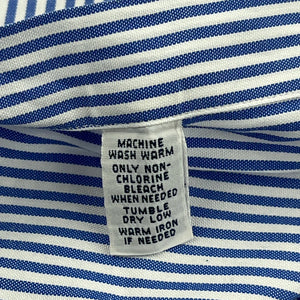 MACHINE
WASH WARM
ONLY NON-
CHLORINE
BLEACH
WHEN NEEDED
TUMBLE
DRY LOW
WARM IRON
IF NEEDED